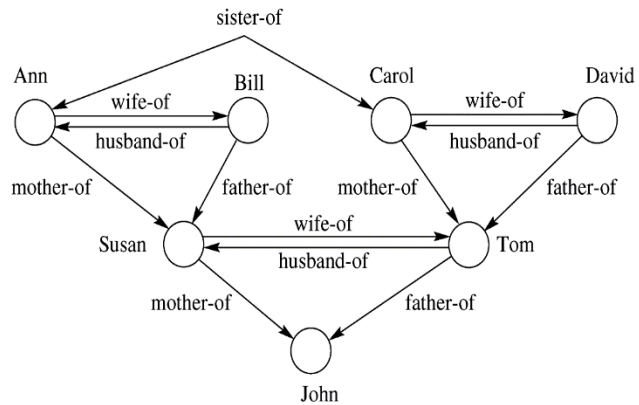 sister-of
Ann
Bill
Carol
David
wife-of
wife-of
husband-of
husband-of
mother-of
father-of
mother-of
father-of
Susan
wife-of
husband-of
Tom
mother-of
father-of
John